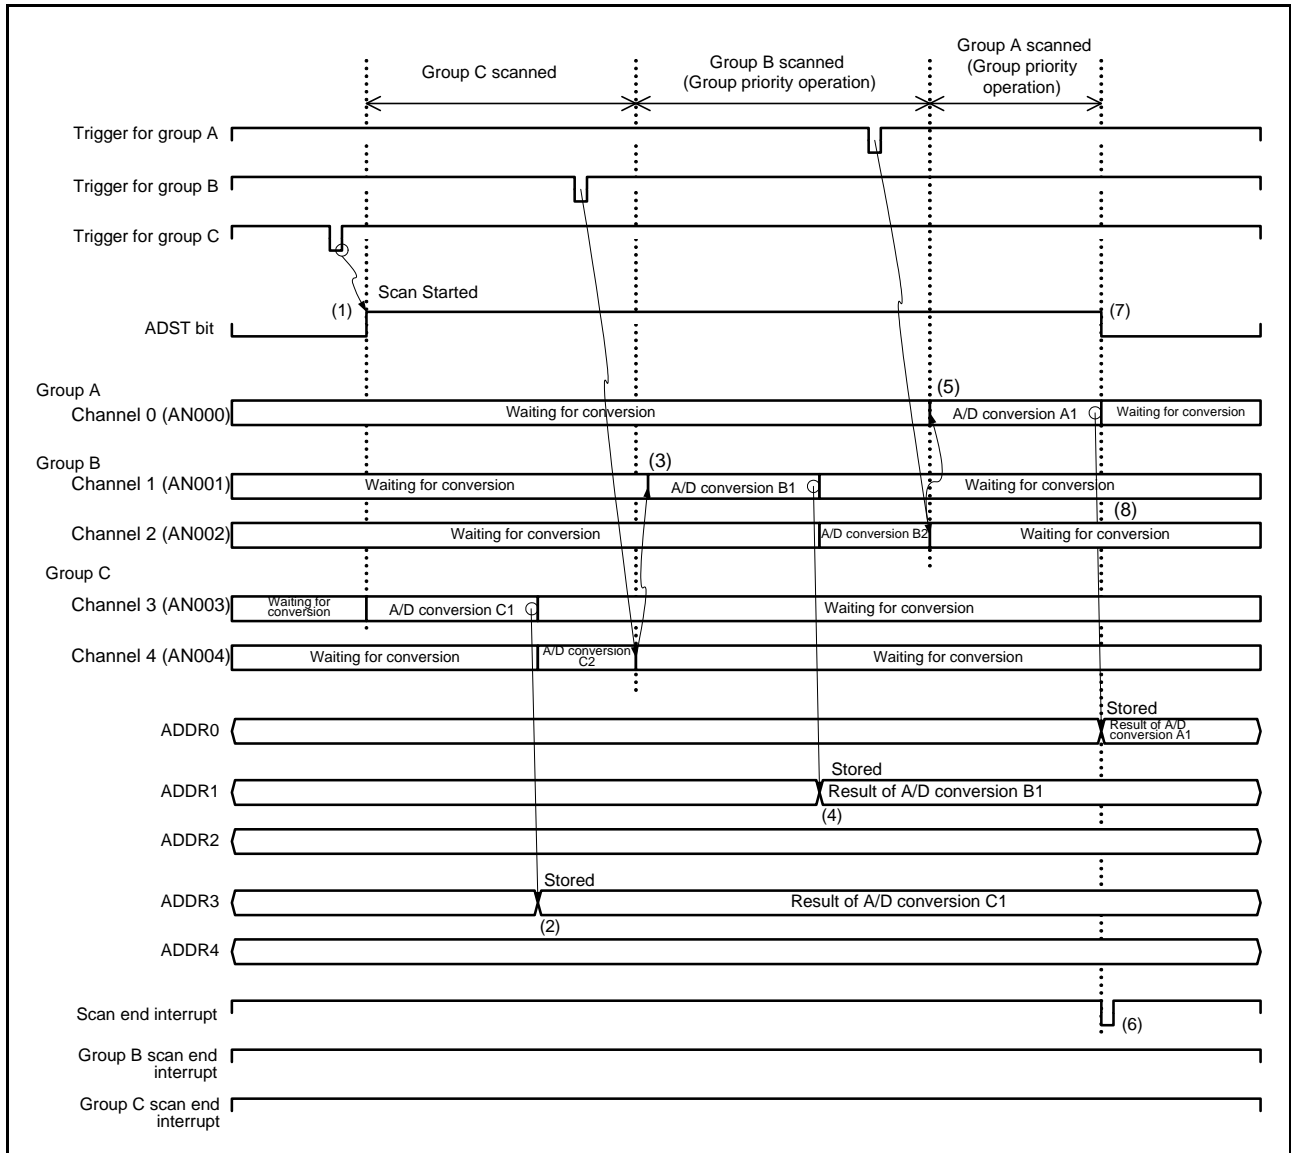 Group C scanned
Group B scanned
(Group priority operation)
Group A scanned
(Group priority
operation)
Trigger for group A
Trigger for group B
Trigger for group C
Scan Started
(1)
(7)
ADST bit
Group A
(5)
Channel 0 (AN000)
Waiting for conversion
A/D conversion A1
Waiting for conversion
Group B
(3)
Channel 1 (AN001)
Waiting for conversion
A/D conversion B1
Waiting for conversion
(8)
Channel 2 (AN002)
Waiting for conversion
A/D conversion B2
Waiting for conversion
Group C
Channel 3 (AN003)
Waiting for
conversion
A/D conversion C1
Waiting for conversion
Channel 4 (AN004)
Waiting for conversion
A/D conversion
C2
Waiting for conversion
Stored
ADDR0
Result of A/D
conversion A1
Stored
ADDR1
Result of A/D conversion B1
(4)
ADDR2
Stored
ADDR3
Result of A/D conversion C1
(2)
ADDR4
Scan end interrupt
(6)
Group B scan end
interrupt
Group C scan end
interrupt